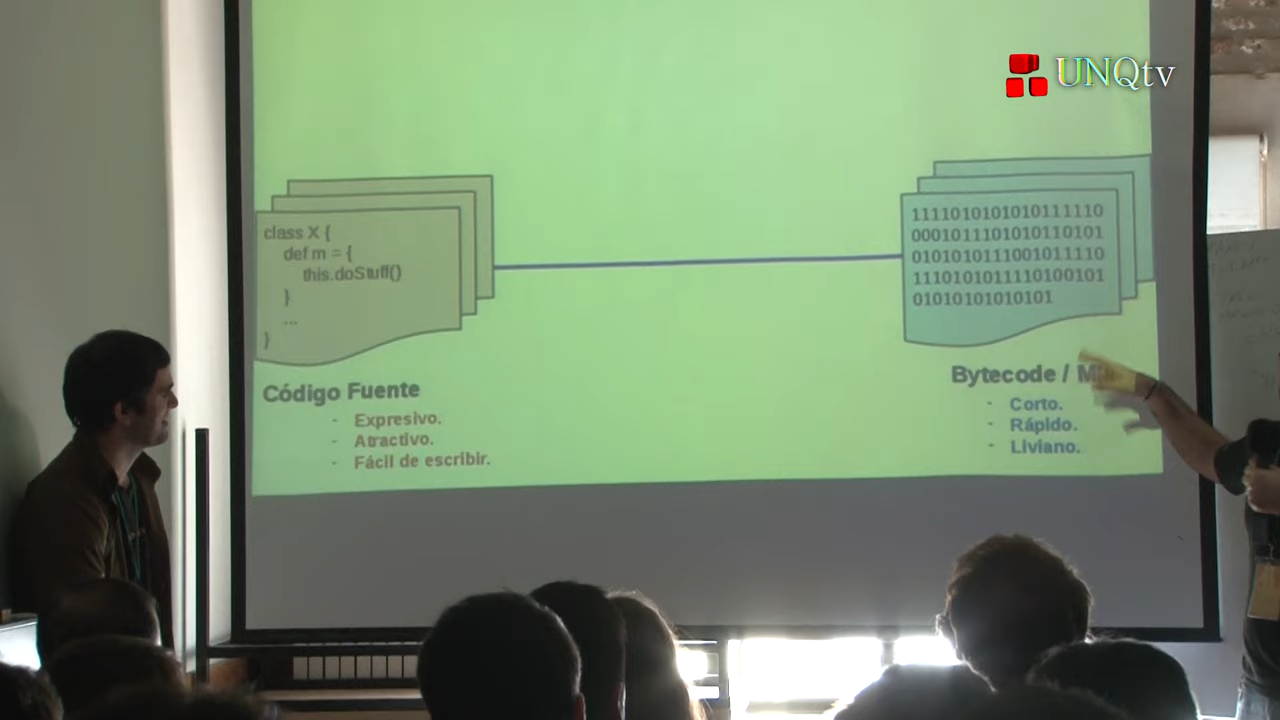 UNQtv
class X {
def m = {
this.doStuff()
}
...
}
Código Fuente
- Expresivo.
- Atractivo.
- Fácil de escribir.
1111010101010111110
0001011101010110101
0101010111001011110
1110101011110100101
01010101010101
Bytecode /
- Corto.
- Rápido.
- Liviano.